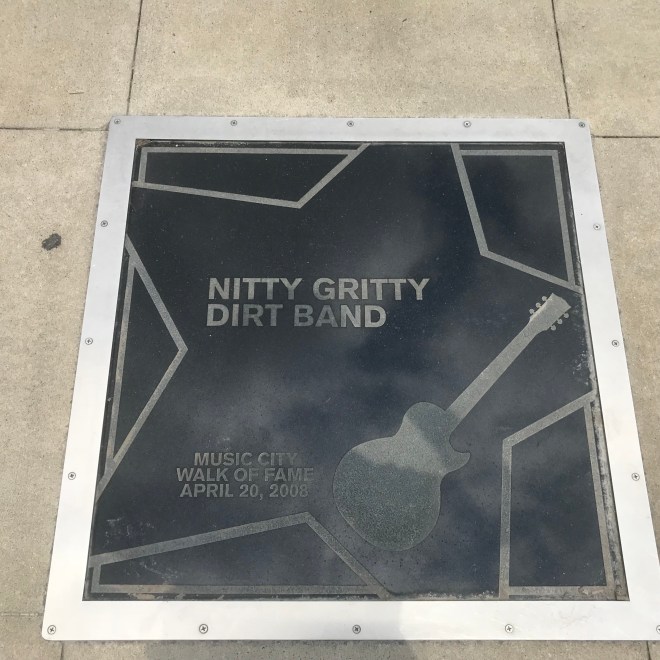 NITTY GRITTY
DIRT BAND
MUSIC CITY
WALK OF FAME
APRIL 20, 2008